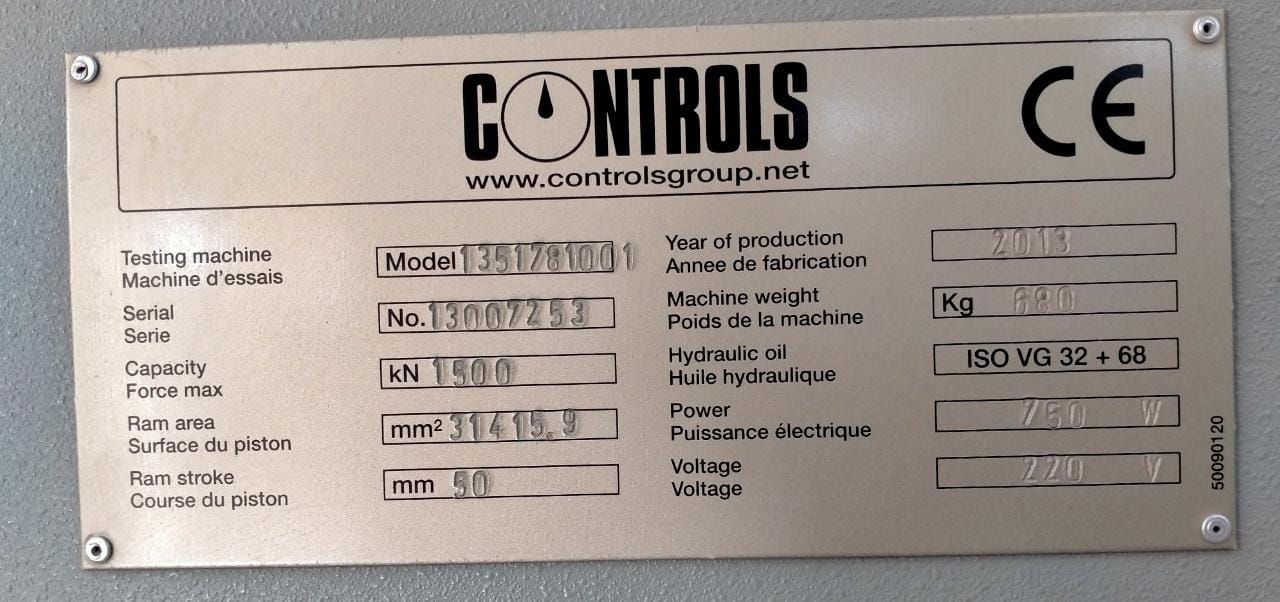 CONTROLS
www.controlsgroup.net
CE
Testing machine
Machine d'essais
Model 1351781001
Serial
Serie
No. 13007253
Capacity
Force max
kN 1500
Ram area
Surface du piston
mm² 31415.9
Ram stroke
Course du piston
mm 50
Year of production
Annee de fabrication
2013
Machine weight
Poids de la machine
Kg 680
Hydraulic oil
Huile hydraulique
ISO VG 32 + 68
Power
Puissance électrique
750 W
Voltage
Voltage
220 V
50090120